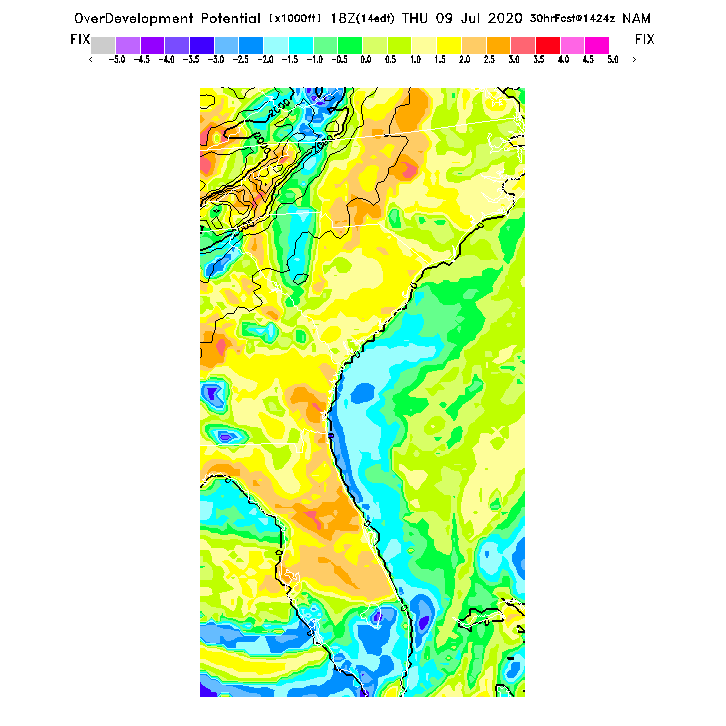 OverDevelopment Potential [x1000ft] 18Z(14edt) THU 09 Jul 2020 30hrFcst@1424z NAM
FIX FIX
< -5.0 -4.5 -4.0 -3.5 -3.0 -2.5 -2.0 -1.5 -1.0 -0.5 0.0 0.5 1.0 1.5 2.0 2.5 3.0 3.5 4.0 4.5 5.0 >
2000